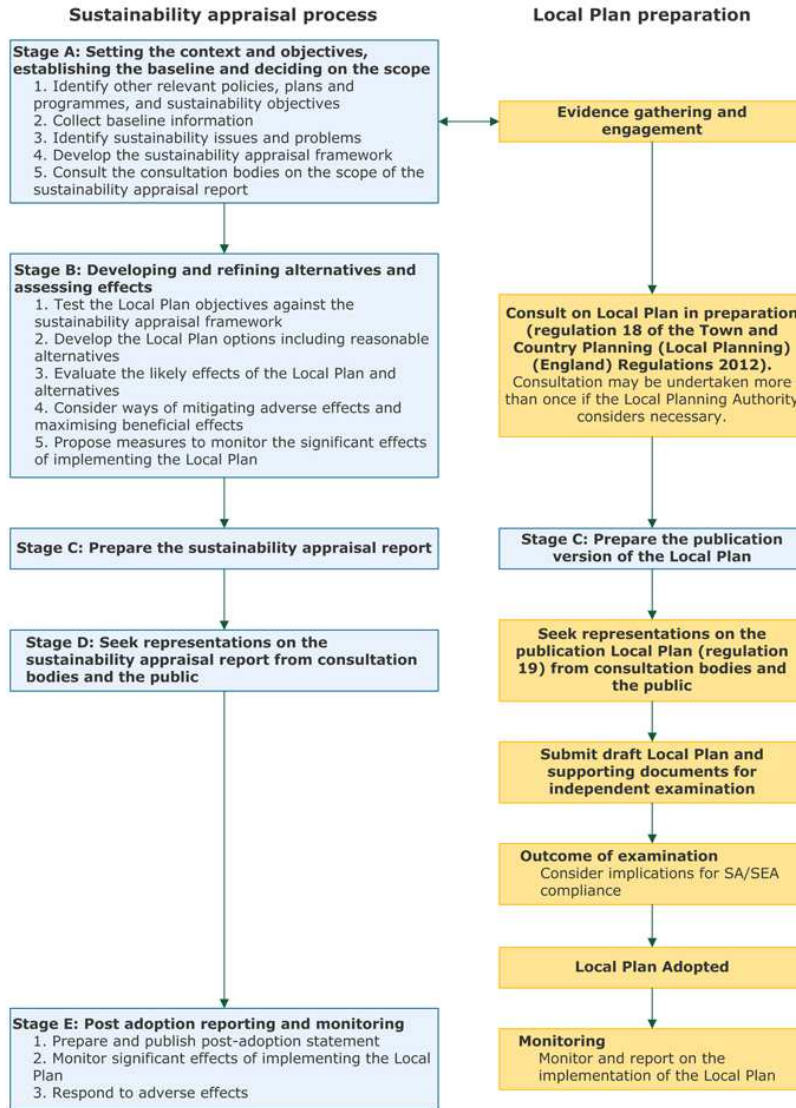 Sustainability appraisal process
Local Plan preparation
Stage A: Setting the context and objectives,
establishing the baseline and deciding on the scope
1. Identify other relevant policies, plans and
programmes, and sustainability objectives
2. Collect baseline information
3. Identify sustainability issues and problems
4. Develop the sustainability appraisal framework
5. Consult the consultation bodies on the scope of the
sustainability appraisal report
Evidence gathering and
engagement
Stage B: Developing and refining alternatives and
assessing effects
1. Test the Local Plan objectives against the
sustainability appraisal framework
2. Develop the Local Plan options including reasonable
alternatives
3. Evaluate the likely effects of the Local Plan and
alternatives
4. Consider ways of mitigating adverse effects and
maximising beneficial effects
5. Propose measures to monitor the significant effects
of implementing the Local Plan
Consult on Local Plan in preparation
(regulation 18 of the Town and
Country Planning (Local Planning)
(England) Regulations 2012).
Consultation may be undertaken more
than once if the Local Planning Authority
considers necessary.
Stage C: Prepare the sustainability appraisal report
Stage C: Prepare the publication
version of the Local Plan
Stage D: Seek representations on the
sustainability appraisal report from consultation
bodies and the public
Seek representations on the
publication Local Plan (regulation
19) from consultation bodies and
the public
Submit draft Local Plan and
supporting documents for
independent examination
Outcome of examination
Consider implications for SA/SEA
compliance
Local Plan Adopted
Stage E: Post adoption reporting and monitoring
1. Prepare and publish post-adoption statement
2. Monitor significant effects of implementing the Local
Plan
3. Respond to adverse effects
Monitoring
Monitor and report on the
implementation of the Local Plan